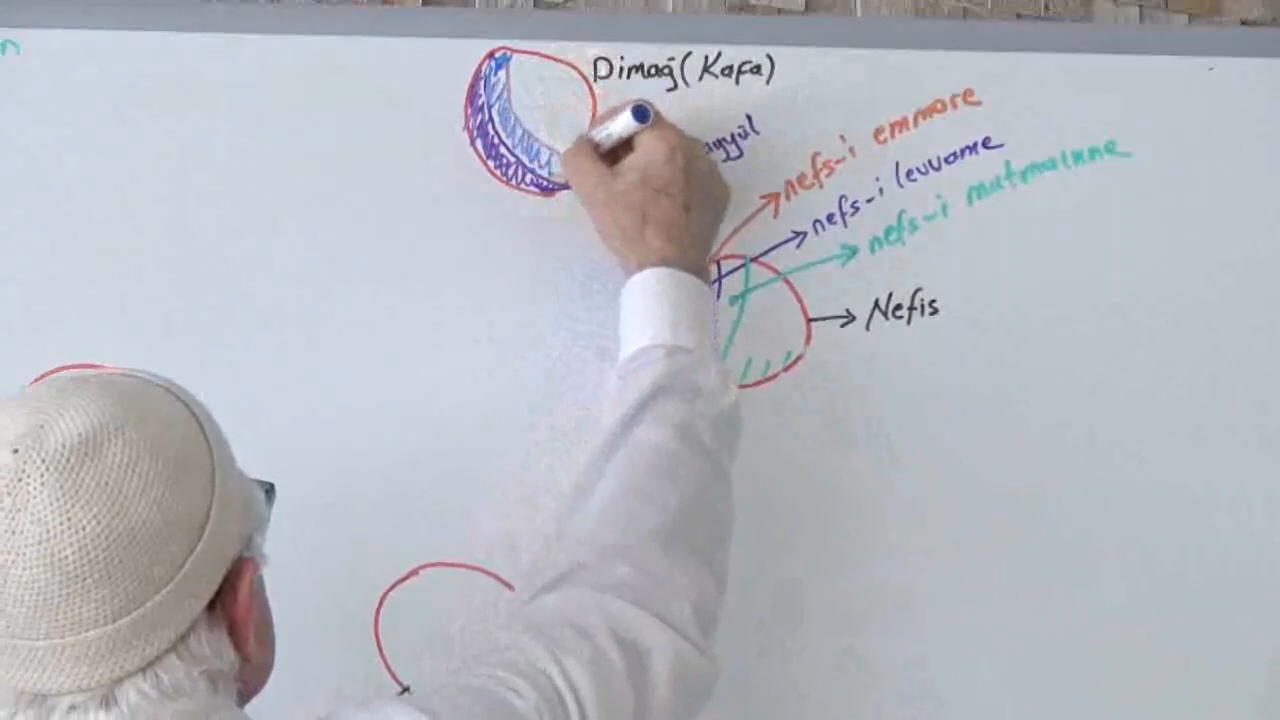 Dimağ (Kafa)
nefs-i emmare
nefs-i levvame
nefs-i mutmainne
Nefis